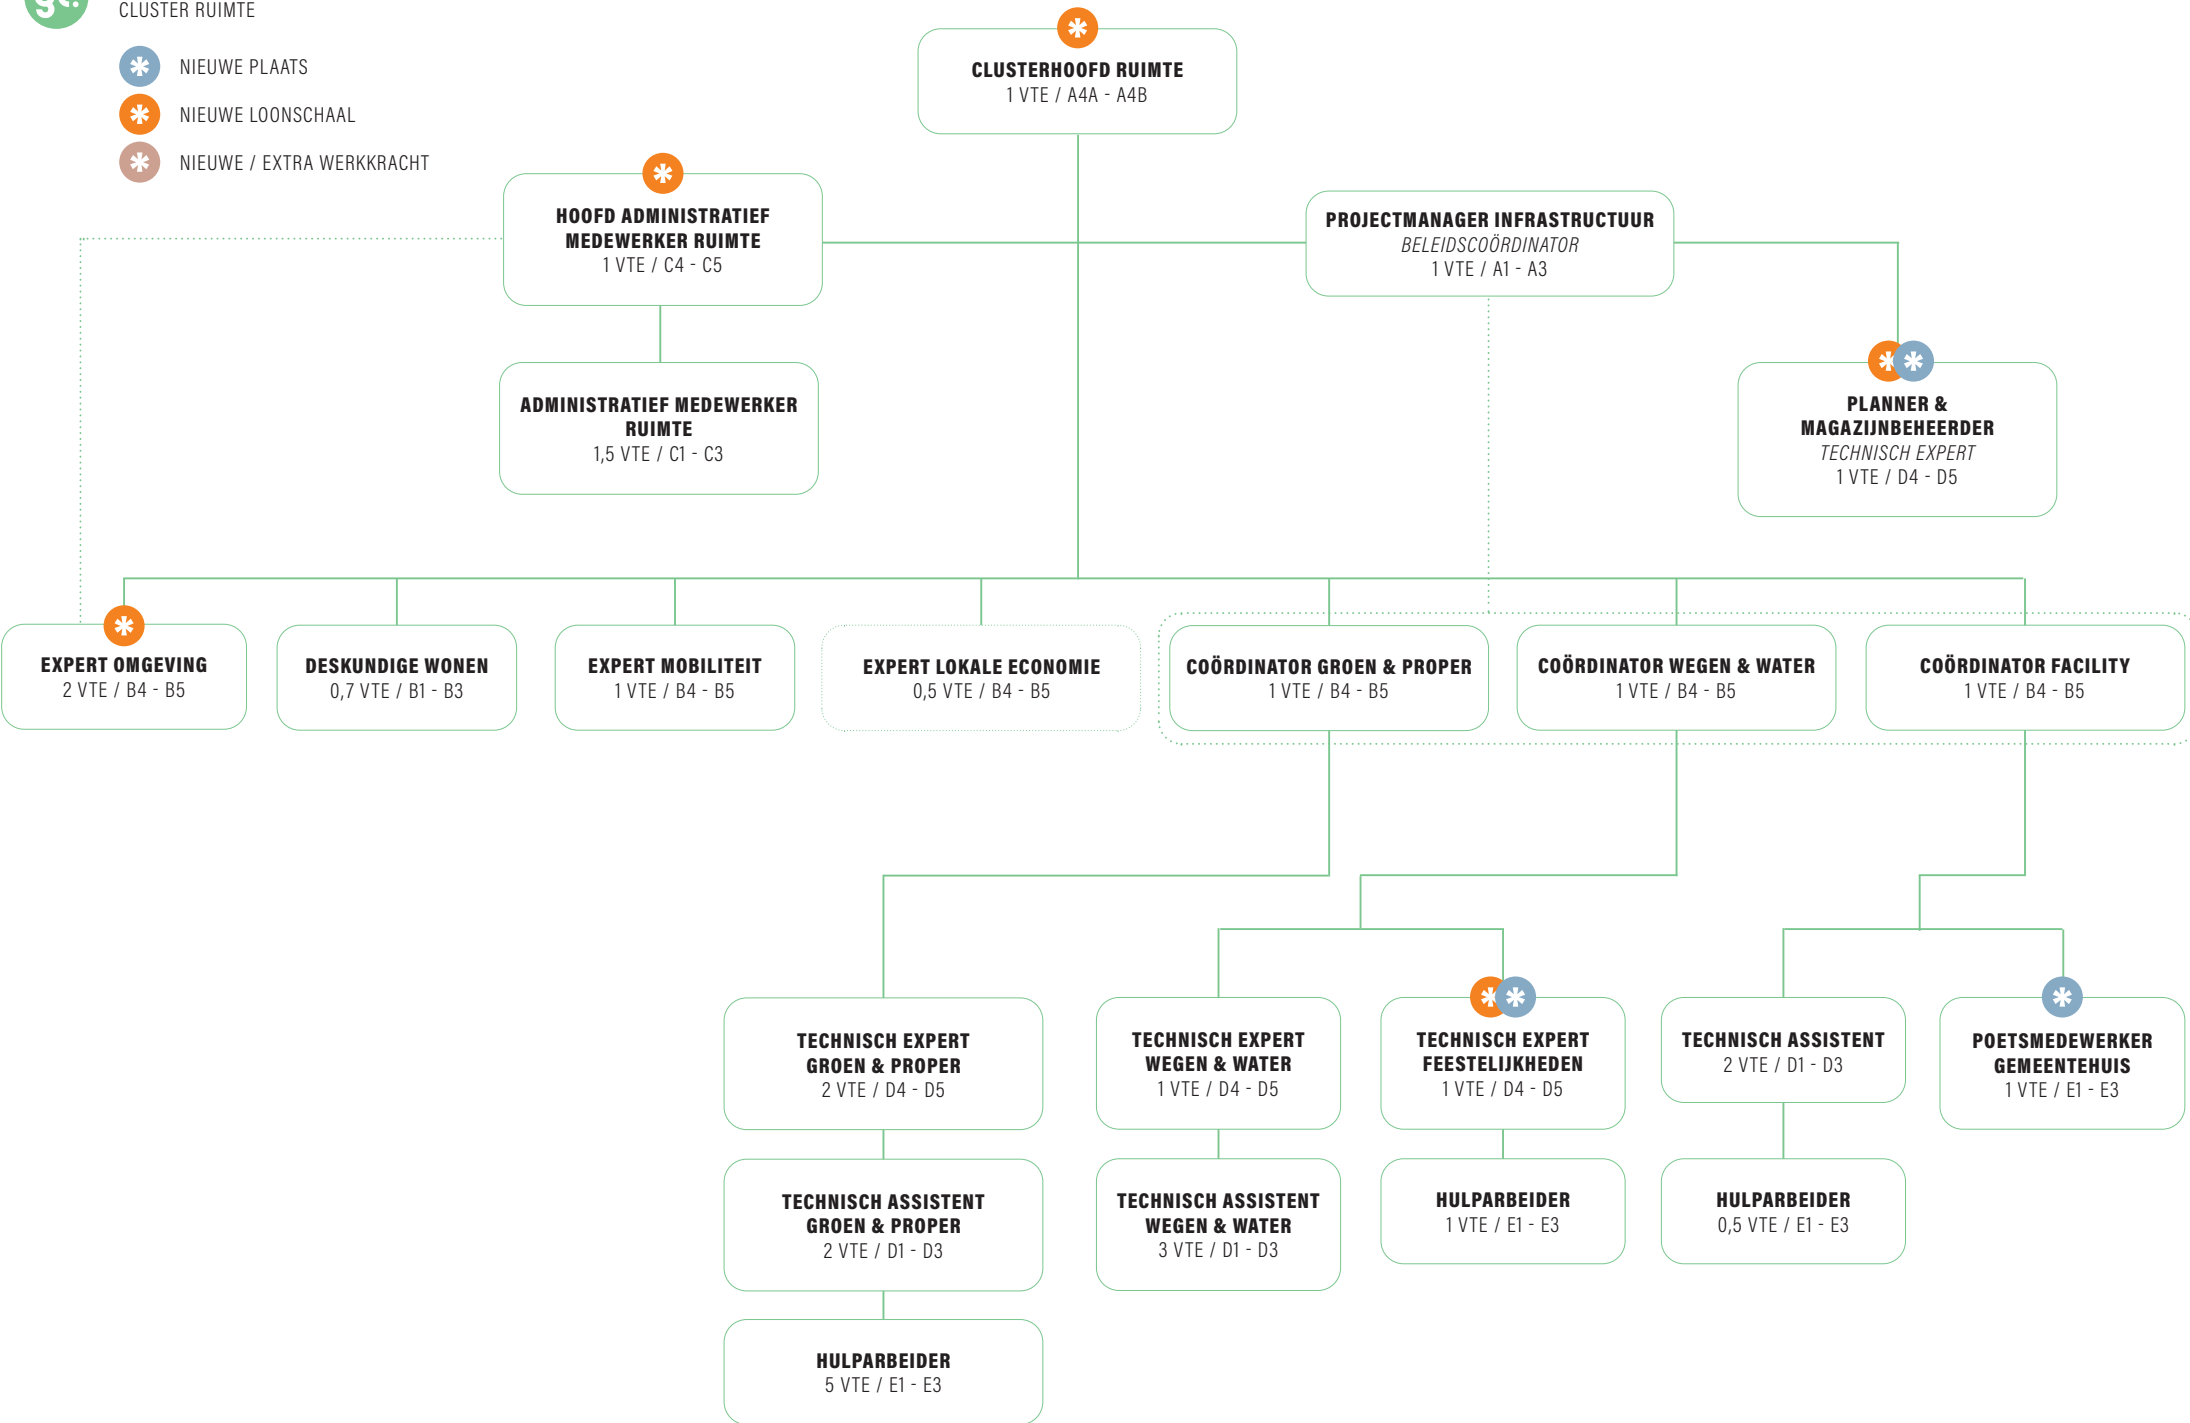 CLUSTER RUIMTE
NIEUWE PLAATS
NIEUWE LOONSCHAAL
NIEUWE / EXTRA WERKKRACHT
CLUSTERHOOFD RUIMTE
1 VTE / A4A - A4B
HOOFD ADMINISTRATIEF
MEDEWERKER RUIMTE
1 VTE / C4 - C5
PROJECTMANAGER INFRASTRUCTUUR
BELEIDSCOÖRDINATOR
1 VTE / A1 - A3
ADMINISTRATIEF MEDEWERKER
RUIMTE
1,5 VTE / C1 - C3
PLANNER &
MAGAZIJNBEHEERDER
TECHNISCH EXPERT
1 VTE / D4 - D5
EXPERT OMGEVING
2 VTE / B4 - B5
DESKUNDIGE WONEN
0,7 VTE / B1 - B3
EXPERT MOBILITEIT
1 VTE / B4 - B5
EXPERT LOKALE ECONOMIE
0,5 VTE / B4 - B5
COÖRDINATOR GROEN & PROPER
1 VTE / B4 - B5
COÖRDINATOR WEGEN & WATER
1 VTE / B4 - B5
COÖRDINATOR FACILITY
1 VTE / B4 - B5
TECHNISCH EXPERT
GROEN & PROPER
2 VTE / D4 - D5
TECHNISCH EXPERT
WEGEN & WATER
1 VTE / D4 - D5
TECHNISCH EXPERT
FEESTELIJKHEDEN
1 VTE / D4 - D5
TECHNISCH ASSISTENT
2 VTE / D1 - D3
POETSMEDEWERKER
GEMEENTEHUIS
1 VTE / E1 - E3
TECHNISCH ASSISTENT
GROEN & PROPER
2 VTE / D1 - D3
TECHNISCH ASSISTENT
WEGEN & WATER
3 VTE / D1 - D3
HULPARBEIDER
1 VTE / E1 - E3
HULPARBEIDER
0,5 VTE / E1 - E3
HULPARBEIDER
5 VTE / E1 - E3